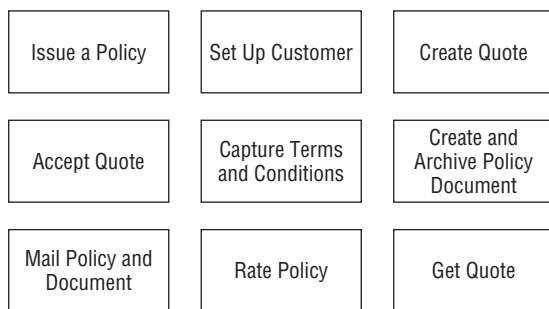 Issue a Policy
Set Up Customer
Create Quote
Accept Quote
Capture Terms
and Conditions
Create and
Archive Policy
Document
Mail Policy and
Document
Rate Policy
Get Quote